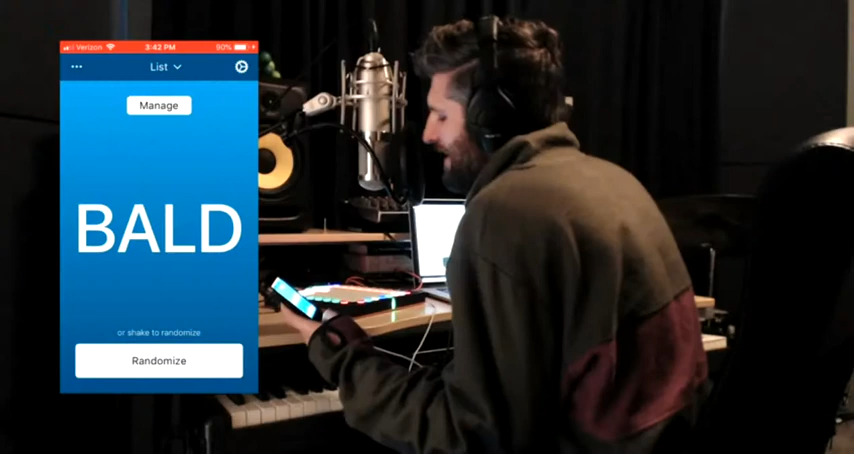 Verizon 3:42 PM 90%
••• List
Manage
BALD
or shake to randomize
Randomize